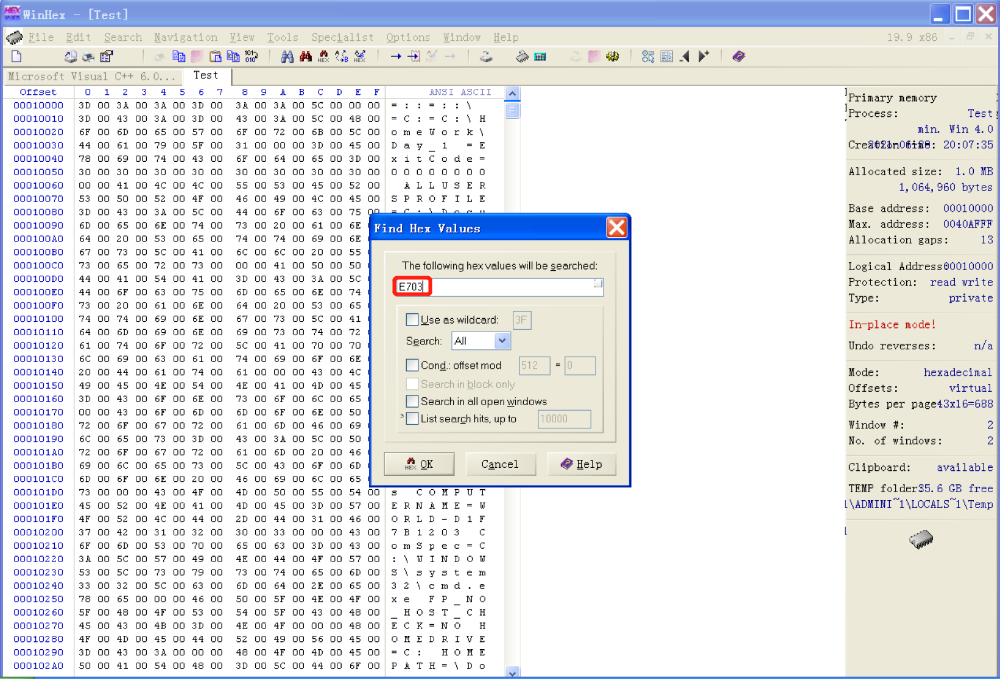 WinHex - [Test]
File Edit Search Navigation View Tools Specialist Options Window Help 19.9 x86
Microsoft Visual C++ 6.0... Test
Offset 0 1 2 3 4 5 6 7 8 9 A B C D E F ANSI ASCII
00010000 3D 00 3A 00 3A 00 3D 00 3A 00 3A 00 5C 00 00 00 = : : = : : \
00010010 3D 00 43 00 3A 00 3D 00 43 00 3A 00 5C 00 48 00 = C : = C : \ H
00010020 6F 00 6D 00 65 00 57 00 6F 00 72 00 6B 00 5C 00 o m e W o r k \
00010030 44 00 61 00 79 00 5F 00 31 00 00 00 3D 00 45 00 D a y _ 1 = E
00010040 78 00 69 00 74 00 43 00 6F 00 64 00 65 00 3D 00 x i t C o d e =
00010050 30 00 30 00 30 00 30 00 30 00 30 00 30 00 30 00 0 0 0 0 0 0 0 0
00010060 00 00 41 00 4C 00 4C 00 55 00 53 00 45 00 52 00 A L L U S E R
00010070 53 00 50 00 52 00 4F 00 46 00 49 00 4C 00 45 00 S P R O F I L E
00010080 3D 00 43 00 3A 00 5C 00 44 00 6F 00 63 00 75 00 = C : \ D o c u
00010090 6D 00 65 00 6E 00 74 00 73 00 20 00 61 00 6E
000100A0 64 00 20 00 53 00 65 00 74 00 74 00 69 00 6E
000100B0 67 00 73 00 5C 00 41 00 6C 00 6C 00 20 00 55
000100C0 73 00 65 00 72 00 73 00 00 00 41 00 50 00 50
000100D0 44 00 41 00 54 00 41 00 3D 00 43 00 3A 00 5C
000100E0 44 00 6F 00 63 00 75 00 6D 00 65 00 6E 00 74
000100F0 73 00 20 00 61 00 6E 00 64 00 20 00 53 00 65
00010100 74 00 74 00 69 00 6E 00 67 00 73 00 5C 00 41
00010110 64 00 6D 00 69 00 6E 00 69 00 73 00 74 00 72
00010120 61 00 74 00 6F 00 72 00 5C 00 41 00 70 00 70
00010130 6C 00 69 00 63 00 61 00 74 00 69 00 6F 00 6E
00010140 20 00 44 00 61 00 74 00 61 00 00 00 43 00 4C
00010150 49 00 45 00 4E 00 54 00 4E 00 41 00 4D 00 45
00010160 3D 00 43 00 6F 00 6E 00 73 00 6F 00 6C 00 65
00010170 00 00 43 00 6F 00 6D 00 6D 00 6F 00 6E 00 50
00010180 72 00 6F 00 67 00 72 00 61 00 6D 00 46 00 69
00010190 6C 00 65 00 73 00 3D 00 43 00 3A 00 5C 00 50
000101A0 72 00 6F 00 67 00 72 00 61 00 6D 00 20 00 46
000101B0 69 00 6C 00 65 00 73 00 5C 00 43 00 6F 00 6D
000101C0 6D 00 6F 00 6E 00 20 00 46 00 69 00 6C 00 65
000101D0 73 00 00 00 43 00 4F 00 4D 00 50 00 55 00 54 00 s C O M P U T
000101E0 45 00 52 00 4E 00 41 00 4D 00 45 00 3D 00 57 00 E R N A M E = W
000101F0 4F 00 52 00 4C 00 44 00 2D 00 44 00 31 00 46 00 O R L D - D 1 F
00010200 37 00 42 00 31 00 32 00 30 00 33 00 00 00 43 00 7 B 1 2 0 3 C
00010210 6F 00 6D 00 53 00 70 00 65 00 63 00 3D 00 43 00 o m S p e c = C
00010220 3A 00 5C 00 57 00 49 00 4E 00 44 00 4F 00 57 00 : \ W I N D O W
00010230 53 00 5C 00 73 00 79 00 73 00 74 00 65 00 6D 00 S \ s y s t e m
00010240 33 00 32 00 5C 00 63 00 6D 00 64 00 2E 00 65 00 3 2 \ c m d . e
00010250 78 00 65 00 00 00 46 00 50 00 5F 00 4E 00 4F 00 x e F P _ N O
00010260 5F 00 48 00 4F 00 53 00 54 00 5F 00 43 00 48 00 _ H O S T _ C H
00010270 45 00 43 00 4B 00 3D 00 4E 00 4F 00 00 00 48 00 E C K = N O H
00010280 4F 00 4D 00 45 00 44 00 52 00 49 00 56 00 45 00 O M E D R I V E
00010290 3D 00 43 00 3A 00 00 00 48 00 4F 00 4D 00 45 00 = C : H O M E
000102A0 50 00 41 00 54 00 48 00 3D 00 5C 00 44 00 6F 00 P A T H = \ D o
Find Hex Values
The following hex values will be searched:
E703
Use as wildcard: 3F
Search: All
Cond.: offset mod 512 = 0
Search in block only
Search in all open windows
³ List search hits, up to 10000
OK Cancel Help
Primary memory
Process: Test
min. Win 4.0
Creation time: 20:07:35
Allocated size: 1.0 MB
1,064,960 bytes
Base address: 00010000
Max. address: 0040AFFF
Allocation gaps: 13
Logical Address: 00010000
Protection: read write
Type: private
In-place mode!
Undo reverses: n/a
Mode: hexadecimal
Offsets: virtual
Bytes per page: 43x16=688
Window #: 2
No. of windows: 2
Clipboard: available
TEMP folder: 35.6 GB free
1\ADMINI~1\LOCALS~1\Temp